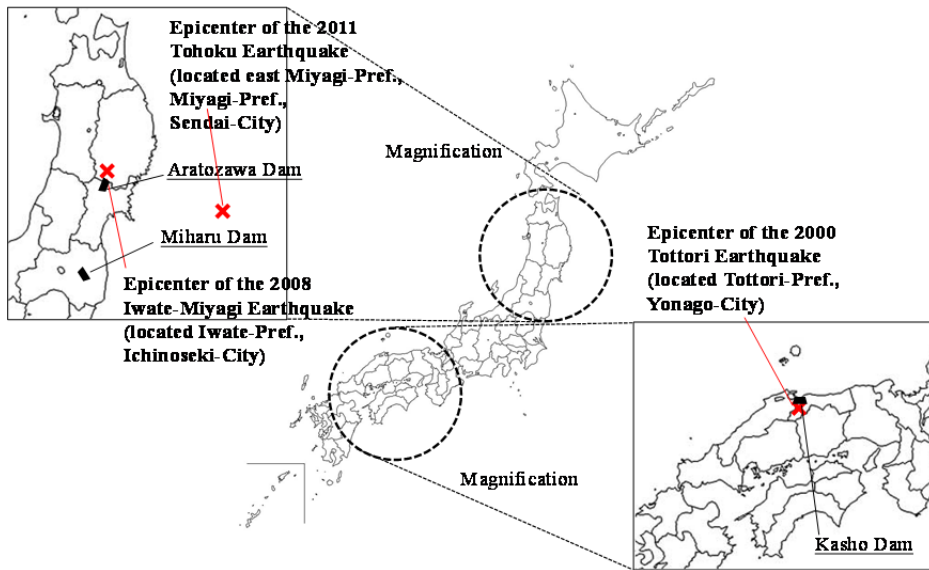 Epicenter of the 2011
Tohoku Earthquake
(located east Miyagi-Pref.,
Miyagi-Pref.,
Sendai-City)
Magnification
Aratozawa Dam
Miharu Dam
Epicenter of the 2008
Iwate-Miyagi Earthquake
(located Iwate-Pref.,
Ichinoseki-City)
Epicenter of the 2000
Tottori Earthquake
(located Tottori-Pref.,
Yonago-City)
Magnification
Kasho Dam